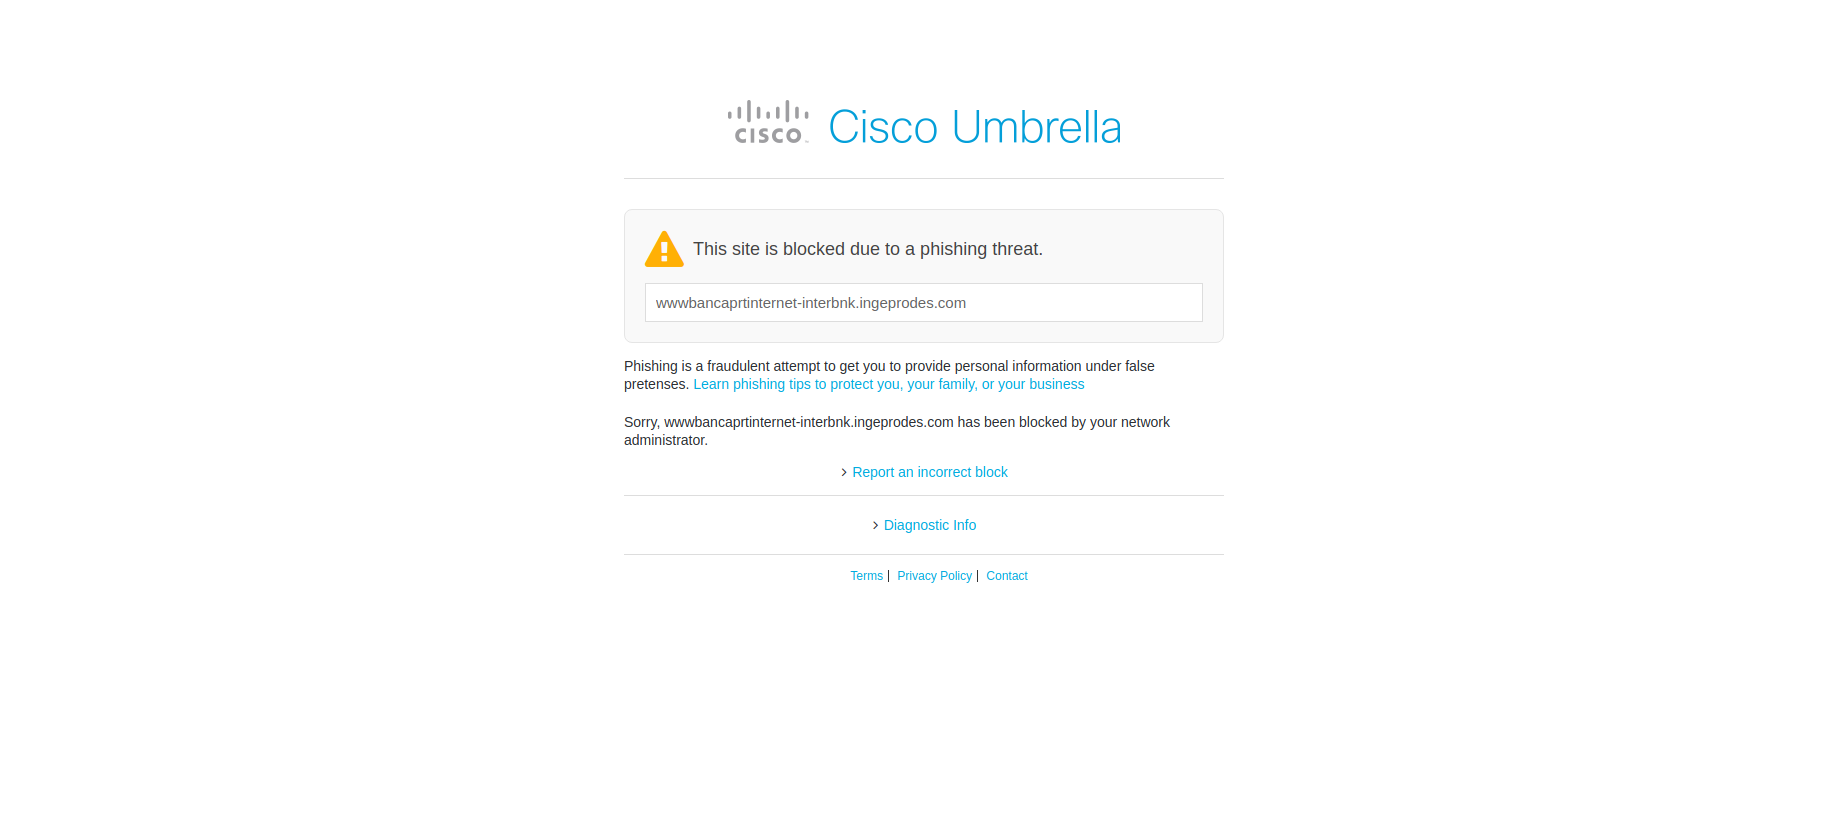 cisco Cisco Umbrella
This site is blocked due to a phishing threat.
wwwbancaprtinternet-interbnk.ingeprodes.com
Phishing is a fraudulent attempt to get you to provide personal information under false
pretenses. Learn phishing tips to protect you, your family, or your business
Sorry, wwwbancaprtinternet-interbnk.ingeprodes.com has been blocked by your network
administrator.
> Report an incorrect block
> Diagnostic Info
Terms | Privacy Policy | Contact